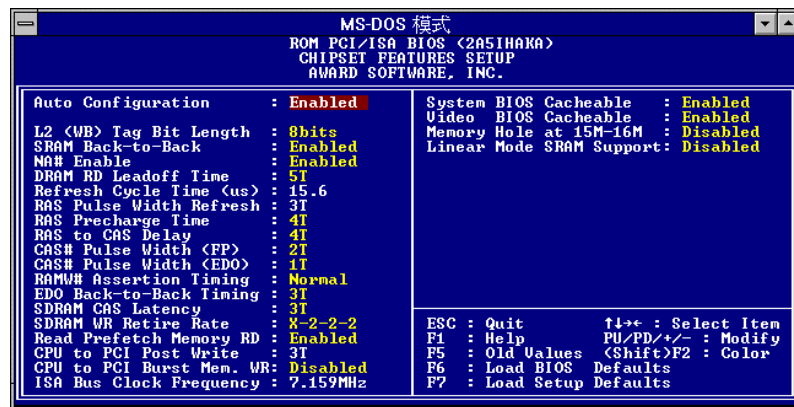 MS-DOS 模式
ROM PCI/ISA BIOS (2A5IHAKA)
CHIPSET FEATURES SETUP
AWARD SOFTWARE, INC.
Auto Configuration : Enabled
L2 (WB) Tag Bit Length : 8bits
SRAM Back-to-Back : Enabled
NA# Enable : Enabled
DRAM RD Leadoff Time : 5T
Refresh Cycle Time (us) : 15.6
RAS Pulse Width Refresh : 3T
RAS Precharge Time : 4T
RAS to CAS Delay : 4T
CAS# Pulse Width (FP) : 2T
CAS# Pulse Width (EDO) : 1T
RAMW# Assertion Timing : Normal
EDO Back-to-Back Timing : 3T
SDRAM CAS Latency : 3T
SDRAM WR Retire Rate : X-2-2-2
Read Prefetch Memory RD : Enabled
CPU to PCI Post Write : 3T
CPU to PCI Burst Mem. WR: Disabled
ISA Bus Clock Frequency : 7.159MHz
System BIOS Cacheable : Enabled
Video BIOS Cacheable : Enabled
Memory Hole at 15M-16M : Disabled
Linear Mode SRAM Support: Disabled
ESC : Quit ↑↓→← : Select Item
F1 : Help PU/PD/+/- : Modify
F5 : Old Values (Shift)F2 : Color
F6 : Load BIOS Defaults
F7 : Load Setup Defaults